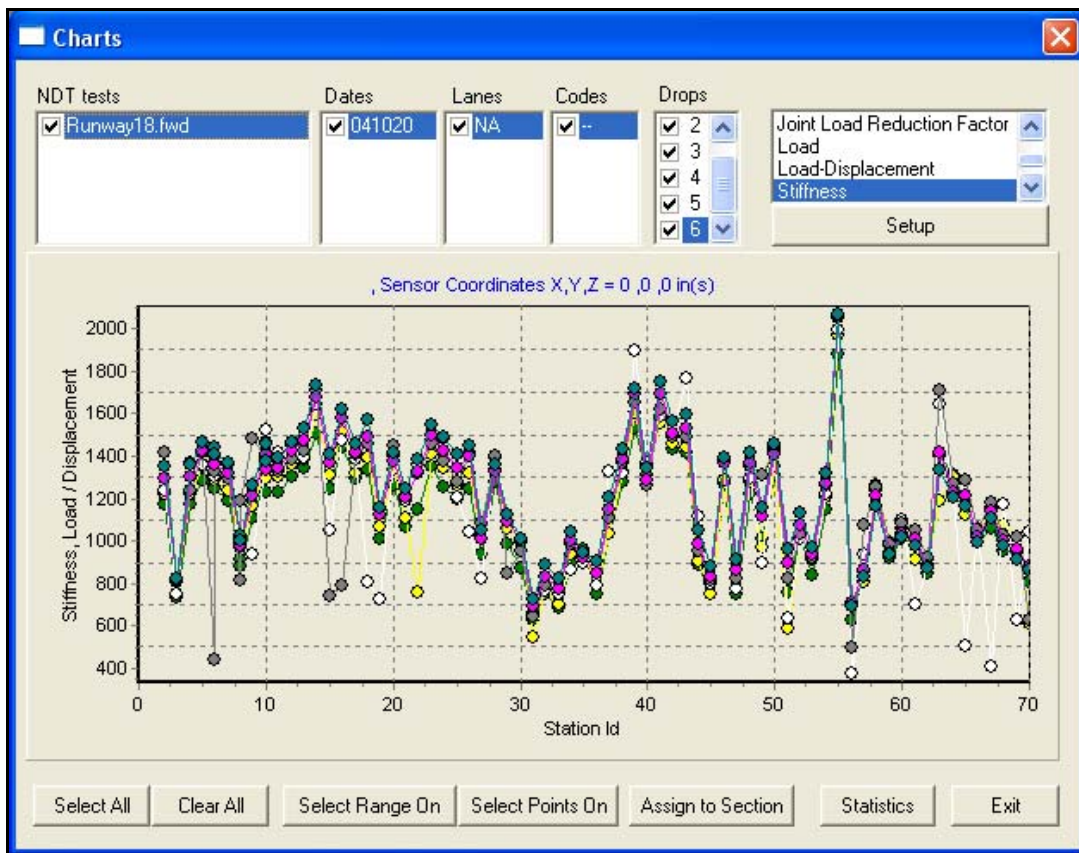 Charts
NDT tests
Dates
Lanes
Codes
Drops
Runway18.fwd
041020
NA
--
2
3
4
5
6
Joint Load Reduction Factor
Load
Load-Displacement
Stiffness
Setup
, Sensor Coordinates X,Y,Z = 0 ,0 ,0 in(s)
Stiffness, Load / Displacement
2000
1800
1600
1400
1200
1000
800
600
400
0
10
20
30
40
50
60
70
Station Id
Select All
Clear All
Select Range On
Select Points On
Assign to Section
Statistics
Exit